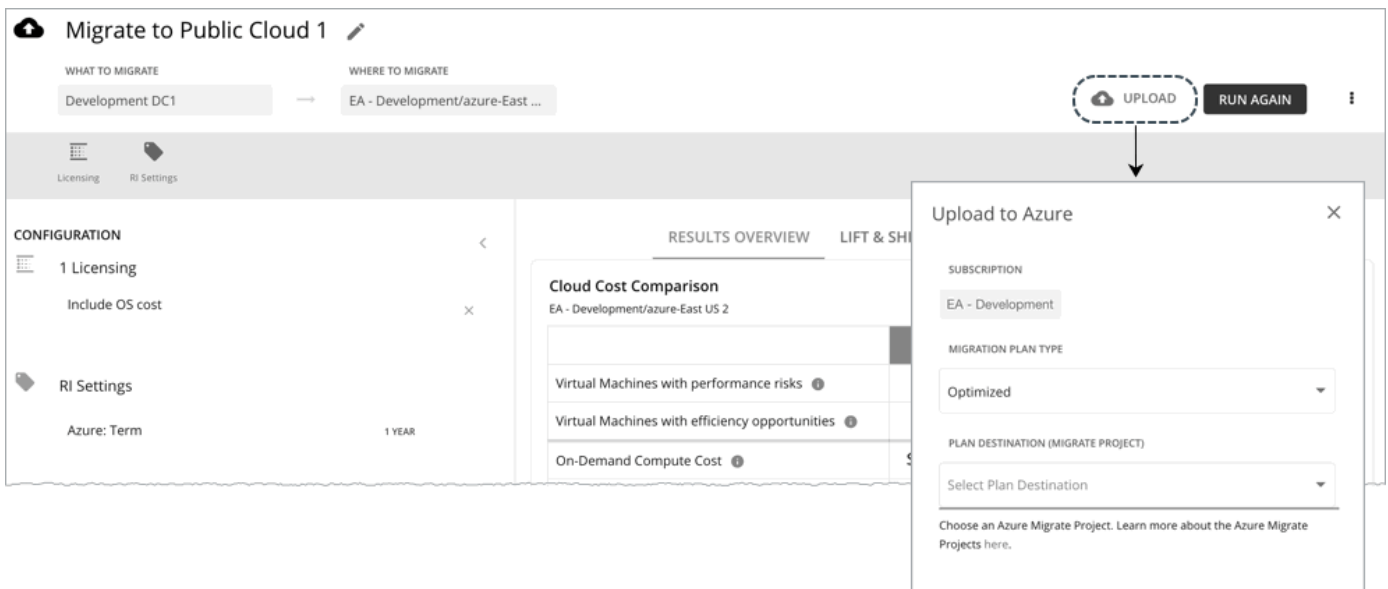 Migrate to Public Cloud 1
WHAT TO MIGRATE
WHERE TO MIGRATE
Development DC1
EA - Development/azure-East ...
UPLOAD
RUN AGAIN
Licensing
RI Settings
CONFIGURATION
1 Licensing
Include OS cost
RI Settings
Azure: Term
1 YEAR
RESULTS OVERVIEW
LIFT & SHI
Cloud Cost Comparison
EA - Development/azure-East US 2
Virtual Machines with performance risks
Virtual Machines with efficiency opportunities
On-Demand Compute Cost
Upload to Azure
SUBSCRIPTION
EA - Development
MIGRATION PLAN TYPE
Optimized
PLAN DESTINATION (MIGRATE PROJECT)
Select Plan Destination
Choose an Azure Migrate Project. Learn more about the Azure Migrate
Projects here.